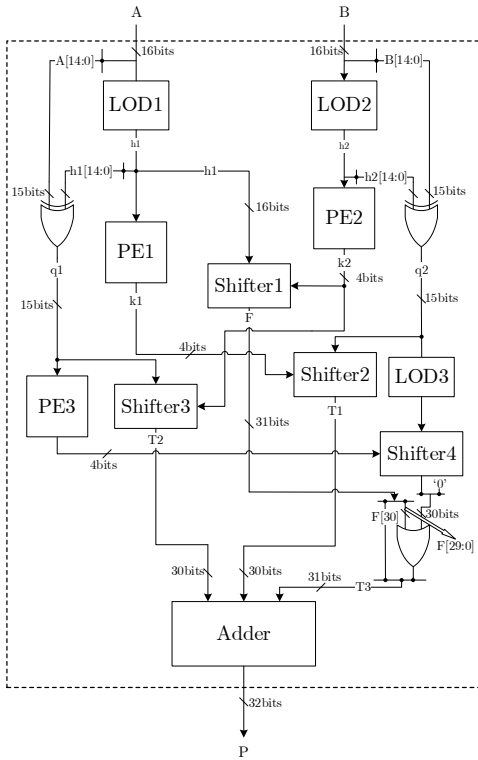 A
B
16bits
16bits
A[14:0]
B[14:0]
LOD1
LOD2
h1
h2
h1[14:0]
h1
h2[14:0]
15bits
15bits
16bits
PE1
PE2
k2
q1
Shifter1
4bits
q2
k1
15bits
15bits
F
4bits
PE3
Shifter3
Shifter2
LOD3
T1
31bits
T2
Shifter4
4bits
'0'
F[30]
30bits
F[29:0]
30bits
30bits
31bits
T3
Adder
32bits
P